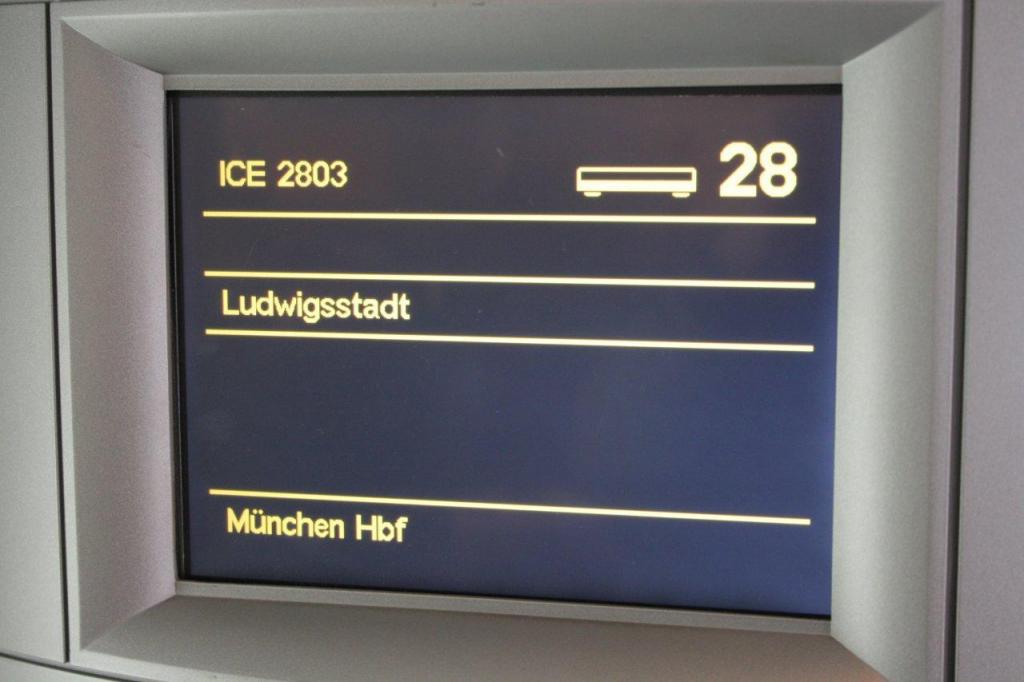 ICE 2803 28
Ludwigsstadt
München Hbf